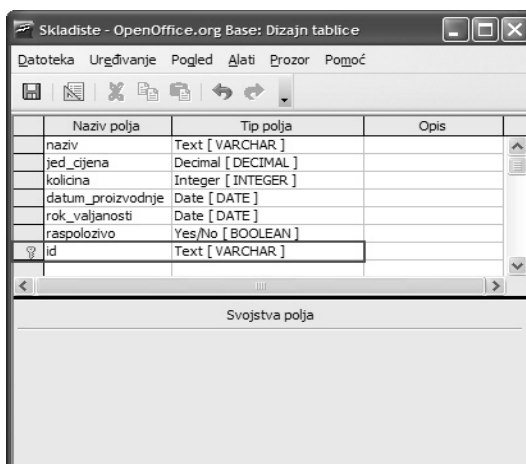 Skladiste - OpenOffice.org Base: Dizajn tablice
Datoteka Uređivanje Pogled Alati Prozor Pomoć
Naziv polja Tip polja Opis
naziv Text [ VARCHAR ]
jed_cijena Decimal [ DECIMAL ]
kolicina Integer [ INTEGER ]
datum_proizvodnje Date [ DATE ]
rok_valjanosti Date [ DATE ]
raspolozivo Yes/No [ BOOLEAN ]
id Text [ VARCHAR ]
Svojstva polja